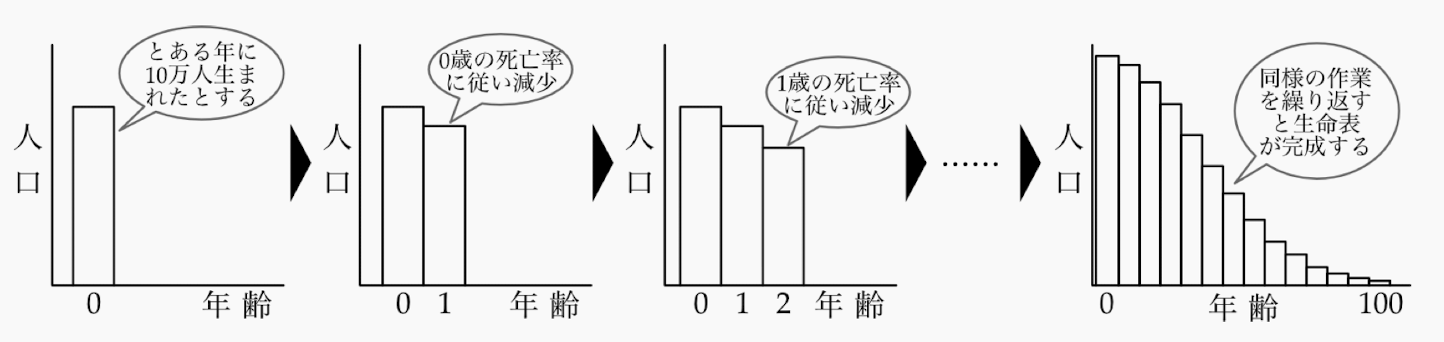 とある年に
10万人生ま
れたとする
人口
0 年齢
0歳の死亡率
に従い減少
人口
0 1 年齢
1歳の死亡率
に従い減少
人口
0 1 2 年齢
……
同様の作業
を繰り返す
と生命表
が完成する
人口
0 年齢 100